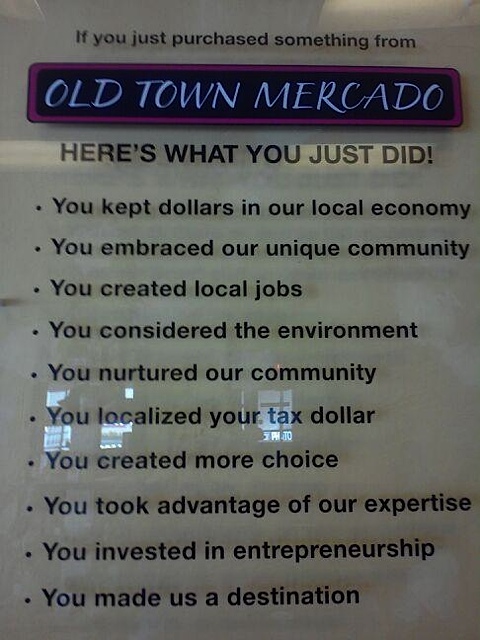 If you just purchased something from
OLD TOWN MERCADO
HERE'S WHAT YOU JUST DID!
• You kept dollars in our local economy
• You embraced our unique community
• You created local jobs
• You considered the environment
• You nurtured our community
• You localized your tax dollar
• You created more choice
• You took advantage of our expertise
• You invested in entrepreneurship
• You made us a destination